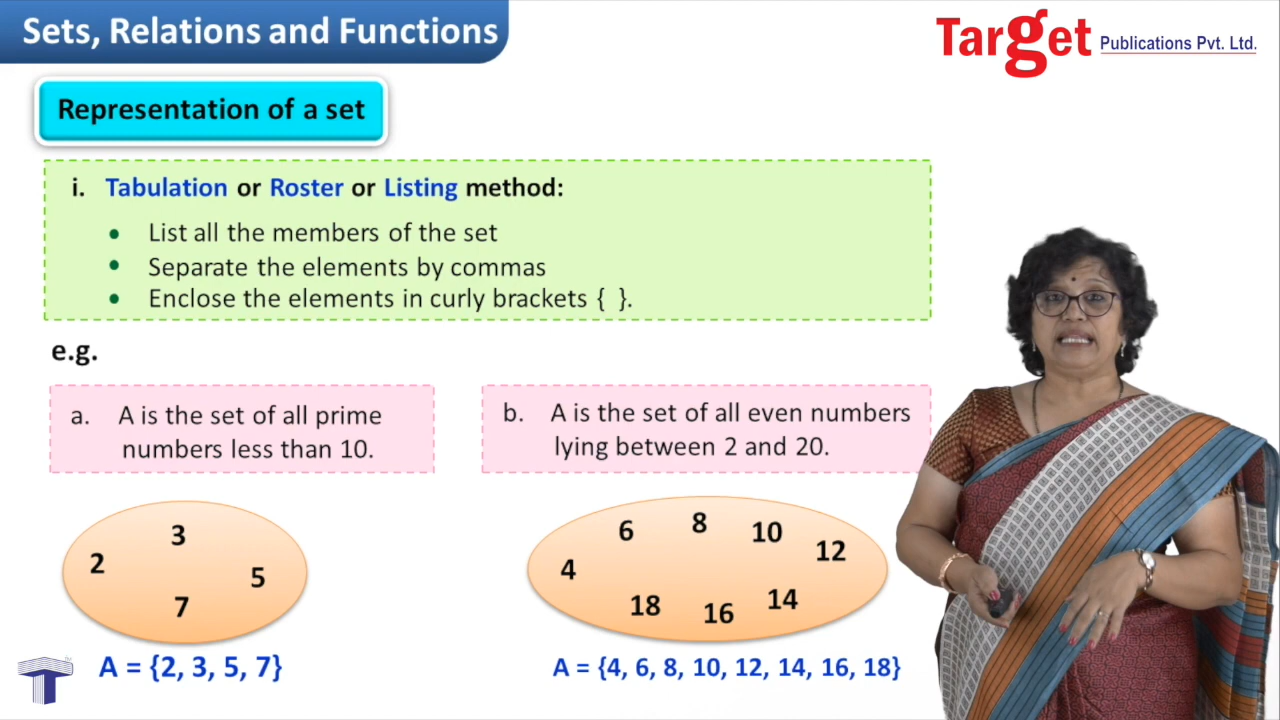 Sets, Relations and Functions
Target Publications Pvt. Ltd.
Representation of a set
i. Tabulation or Roster or Listing method:
• List all the members of the set
• Separate the elements by commas
• Enclose the elements in curly brackets { }.
e.g.
a. A is the set of all prime
numbers less than 10.
b. A is the set of all even numbers
lying between 2 and 20.
3
2
5
7
6 8 10 12
4
18 16 14
A = {2, 3, 5, 7}
A = {4, 6, 8, 10, 12, 14, 16, 18}